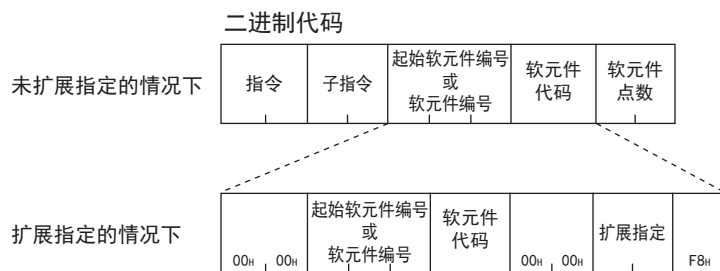 二进制代码
未扩展指定的情况下
指令
子指令
起始软元件编号
或
软元件编号
软元件
代码
软元件
点数
扩展指定的情况下
00H 00H
起始软元件编号
或
软元件编号
软元件
代码
00H 00H
扩展指定
F8H